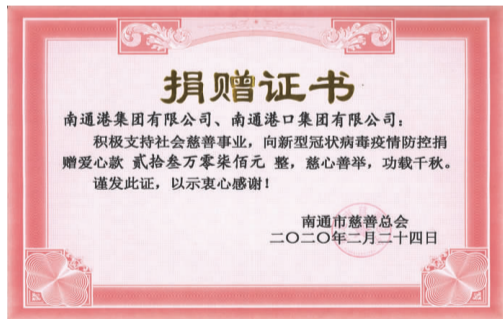 捐赠证书
南通港集团有限公司、南通港口集团有限公司：
积极支持社会慈善事业，向新型冠状病毒疫情防控捐
赠爱心款 贰拾叁万零柒佰元 整，慈心善举，功载千秋。
谨发此证，以示衷心感谢！
南通市慈善总会
二〇二〇年二月二十四日